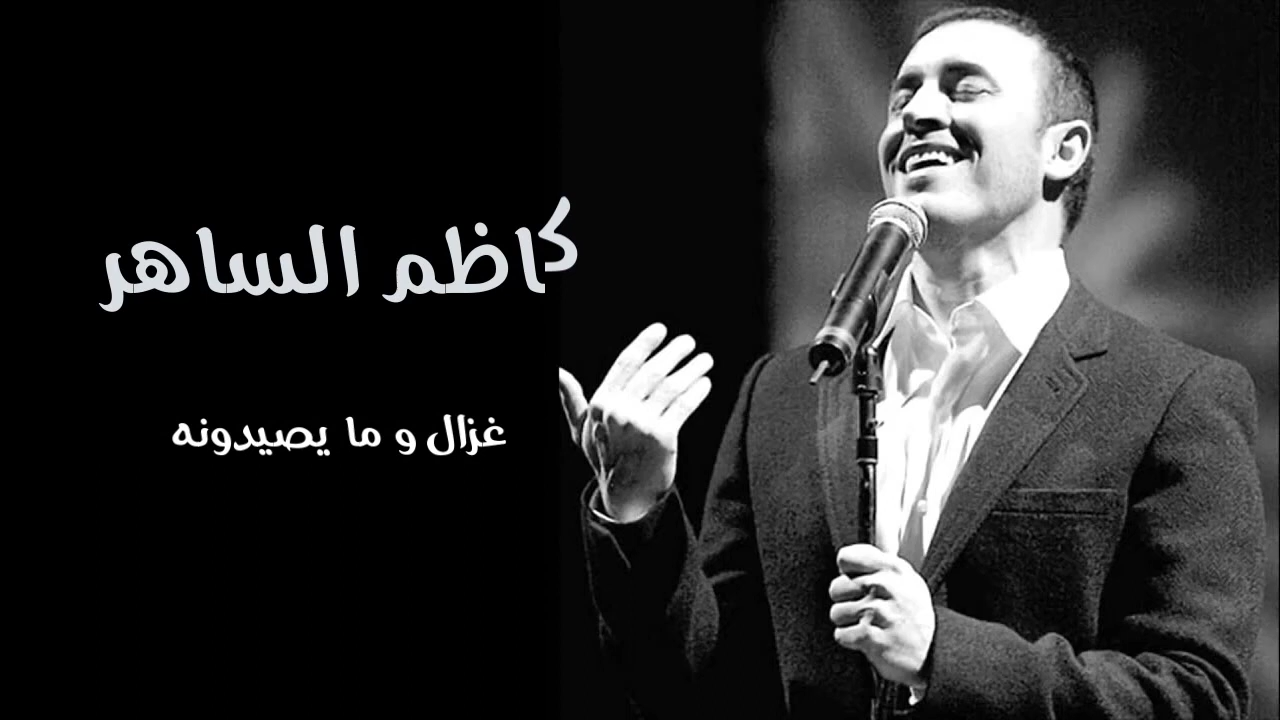 كاظم الساهر
غزال و ما يصيدونه